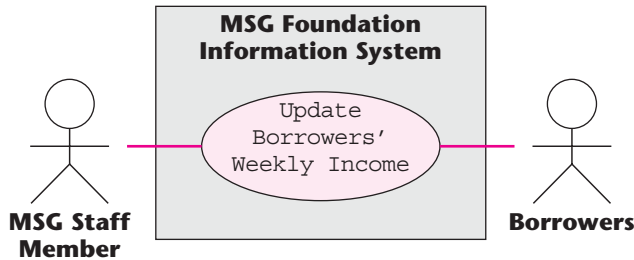 MSG Foundation
Information System
Update
Borrowers’
Weekly Income
MSG Staff
Member
Borrowers